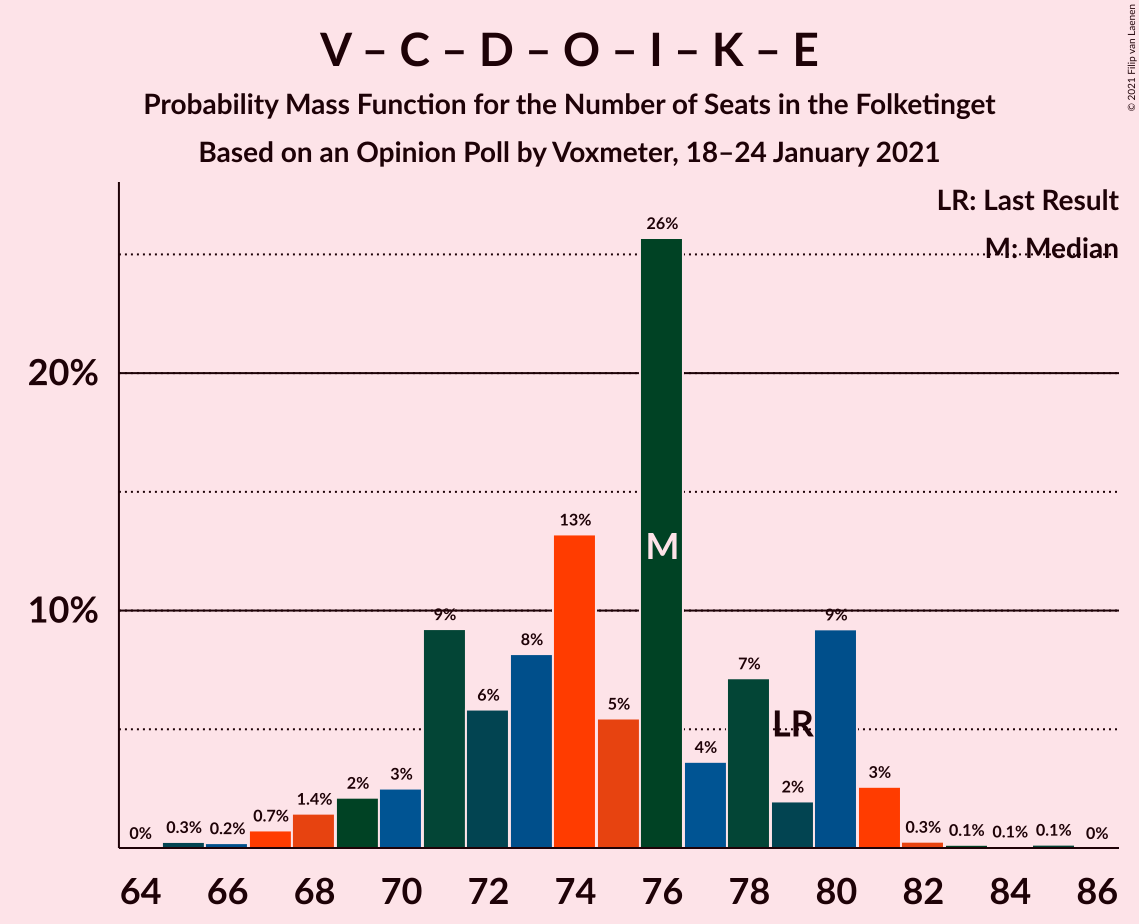 V – C – D – O – I – K – E
Probability Mass Function for the Number of Seats in the Folketinget
Based on an Opinion Poll by Voxmeter, 18–24 January 2021
© 2021 Filip van Laenen
LR: Last Result
M: Median
20%
10%
0%
0.3%
0.2%
0.7%
1.4%
2%
3%
9%
6%
8%
13%
5%
26%
M
4%
7%
LR
2%
9%
3%
0.3%
0.1%
0.1%
0.1%
0%
64 66 68 70 72 74 76 78 80 82 84 86